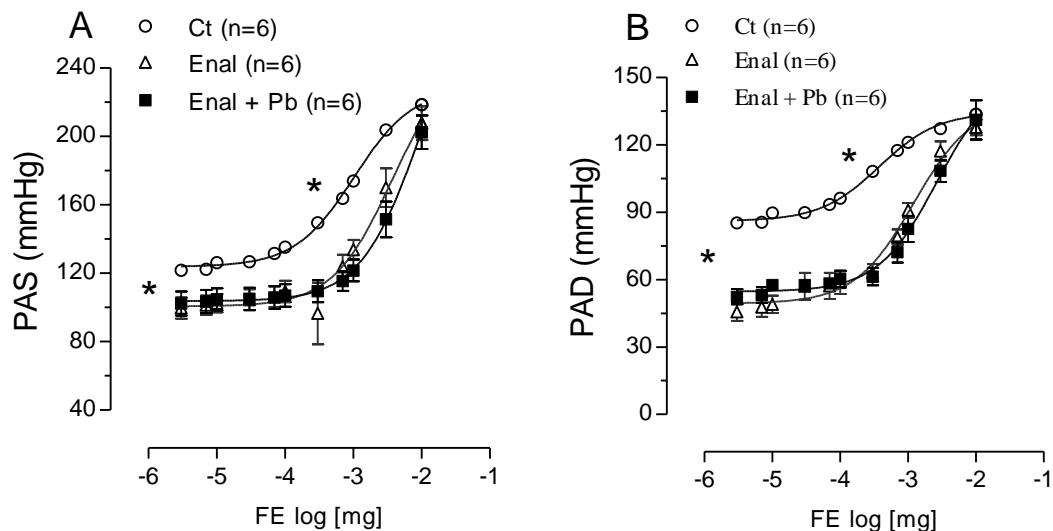 A
Ct (n=6)
Enal (n=6)
Enal + Pb (n=6)
240
200
160
120
80
40
PAS (mmHg)
*
*
-6 -5 -4 -3 -2 -1
FE log [mg]
B
Ct (n=6)
Enal (n=6)
Enal + Pb (n=6)
150
120
90
60
30
0
PAD (mmHg)
*
*
-6 -5 -4 -3 -2 -1
FE log [mg]